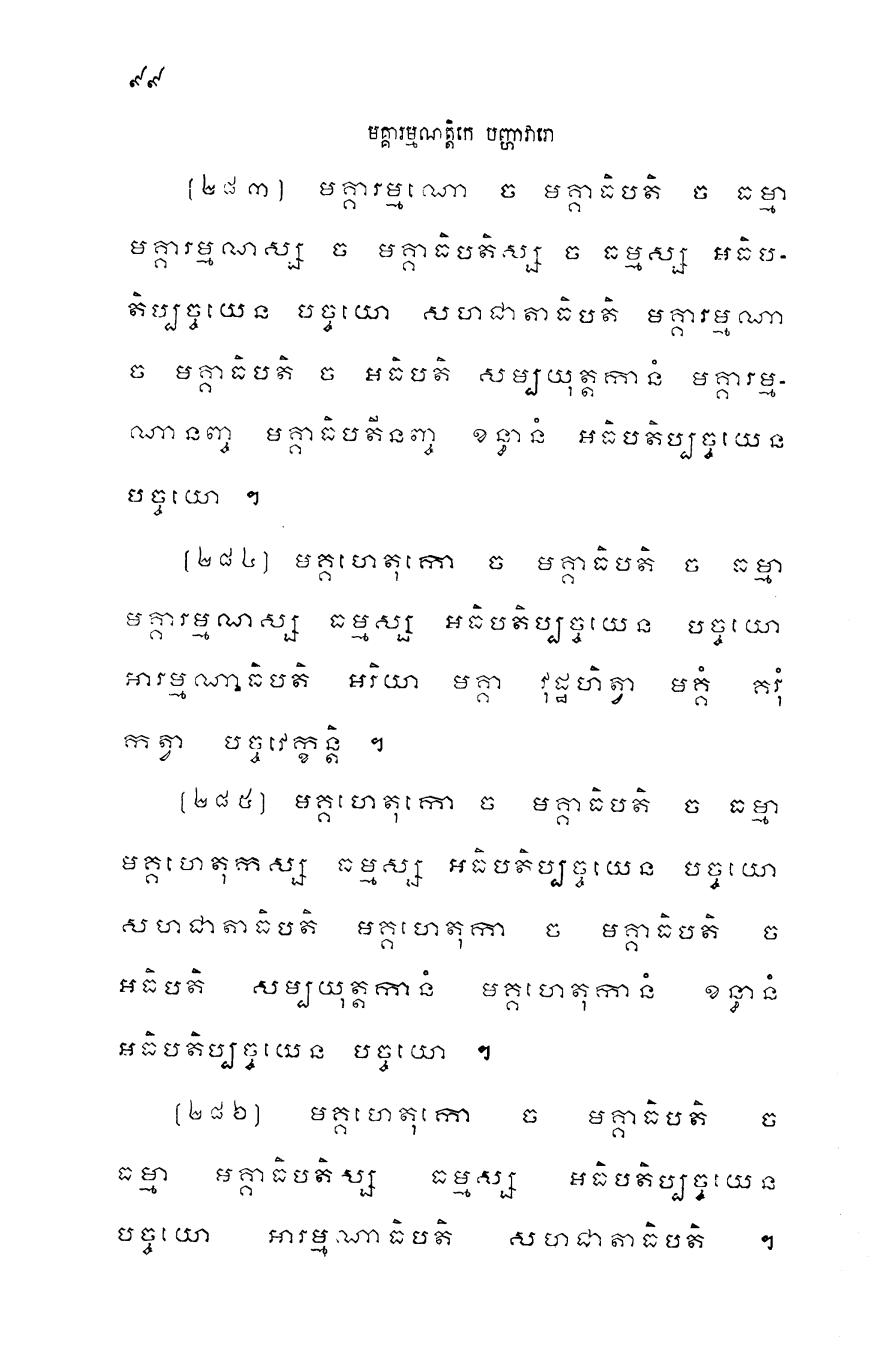 ៩៩
មគ្គារម្មណត្តិកេ បញ្ហាវារោ
[២៨៣] មគ្គារម្មណោ ច មគ្គាធិបតិ ច ធម្មា
មគ្គារម្មណស្ស ច មគ្គាធិបតិស្ស ច ធម្មស្ស អធិប-
តិប្បច្ចយេន បច្ចយោ សហជាតាធិបតិ មគ្គារម្មណា
ច មគ្គាធិបតិ ច អធិបតិ សម្បយុត្តកានំ មគ្គារម្ម-
ណានញ្ច មគ្គាធិបតីនញ្ច ខន្ធានំ អធិបតិប្បច្ចយេន
បច្ចយោ ។
[២៨៤] មគ្គហេតុកោ ច មគ្គាធិបតិ ច ធម្មា
មគ្គារម្មណស្ស ធម្មស្ស អធិបតិប្បច្ចយេន បច្ចយោ
អារម្មណាធិបតិ អរិយា មគ្គា វុដ្ឋហិត្វា មគ្គំ គរុំ
កត្វា បច្ចវេក្ខន្តិ ។
[២៨៥] មគ្គហេតុកោ ច មគ្គាធិបតិ ច ធម្មា
មគ្គហេតុកស្ស ធម្មស្ស អធិបតិប្បច្ចយេន បច្ចយោ
សហជាតាធិបតិ មគ្គហេតុកា ច មគ្គាធិបតិ ច
អធិបតិ សម្បយុត្តកានំ មគ្គហេតុកានំ ខន្ធានំ
អធិបតិប្បច្ចយេន បច្ចយោ ។
[២៨៦] មគ្គហេតុកោ ច មគ្គាធិបតិ ច
ធម្មា មគ្គាធិបតិស្ស ធម្មស្ស អធិបតិប្បច្ចយេន
បច្ចយោ អារម្មណាធិបតិ សហជាតាធិបតិ ។